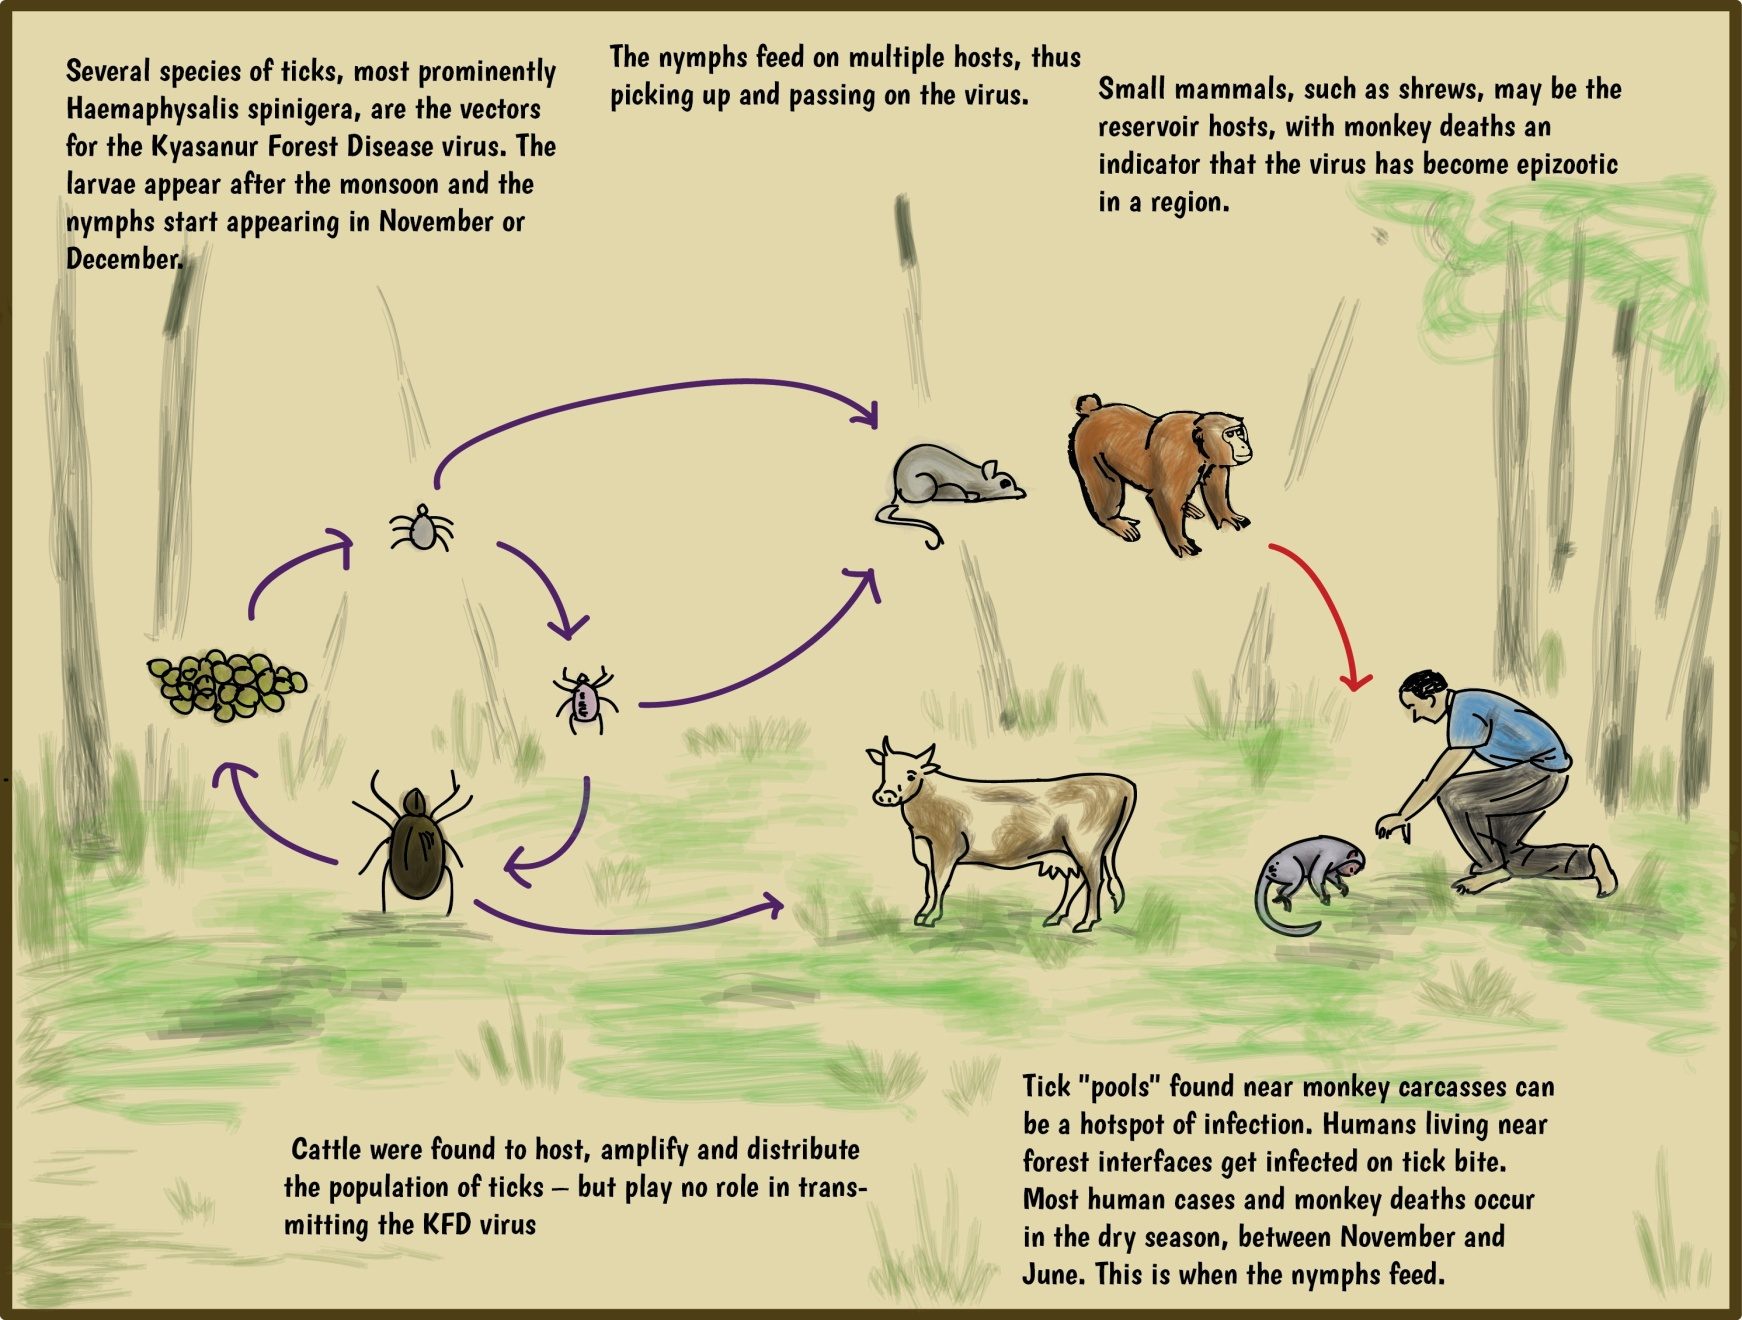 Several species of ticks, most prominently
Haemaphysalis spinigera, are the vectors
for the Kyasanur Forest Disease virus. The
larvae appear after the monsoon and the
nymphs start appearing in November or
December.
The nymphs feed on multiple hosts, thus
picking up and passing on the virus.
Small mammals, such as shrews, may be the
reservoir hosts, with monkey deaths an
indicator that the virus has become epizootic
in a region.
Cattle were found to host, amplify and distribute
the population of ticks – but play no role in trans-
mitting the KFD virus
Tick "pools" found near monkey carcasses can
be a hotspot of infection. Humans living near
forest interfaces get infected on tick bite.
Most human cases and monkey deaths occur
in the dry season, between November and
June. This is when the nymphs feed.